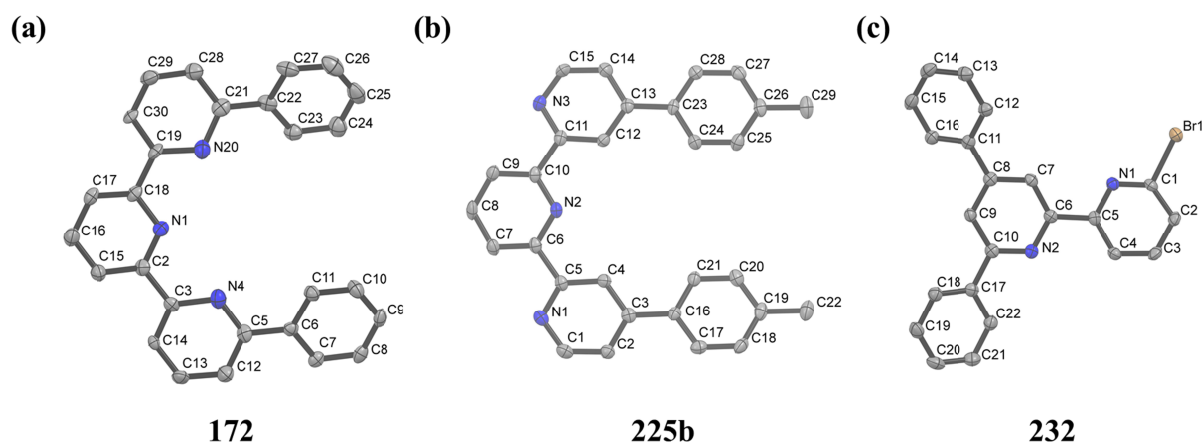 (a)
(b)
(c)
C29
C28
C27
C26
C30
C21
C22
C25
C23
C24
C19
N20
C17
C18
C16
N1
C15
C2
C3
N4
C11
C10
C14
C5
C6
C9
C7
C8
C13
C12
C15
C14
C28
C27
N3
C13
C23
C26
C29
C11
C12
C24
C25
C9
C10
C8
N2
C7
C6
C5
C4
C21
C20
N1
C3
C16
C19
C22
C1
C2
C17
C18
C14
C13
C15
C12
C16
C11
Br1
C8
C7
N1
C1
C6
C5
C2
C9
C10
N2
C4
C3
C18
C17
C19
C22
C20
C21
172
225b
232